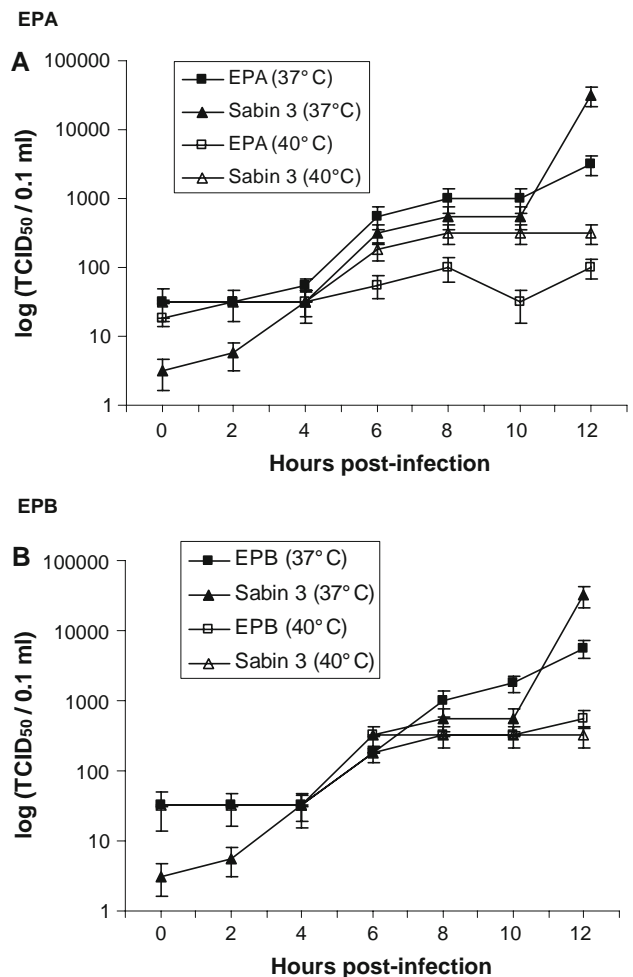 EPA
A
100000
10000
1000
100
10
1
log (TCID50 / 0.1 ml)
EPA (37°C)
Sabin 3 (37°C)
EPA (40°C)
Sabin 3 (40°C)
0 2 4 6 8 10 12
Hours post-infection
EPB
B
100000
10000
1000
100
10
1
log (TCID50 / 0.1 ml)
EPB (37°C)
Sabin 3 (37°C)
EPB (40°C)
Sabin 3 (40°C)
0 2 4 6 8 10 12
Hours post-infection